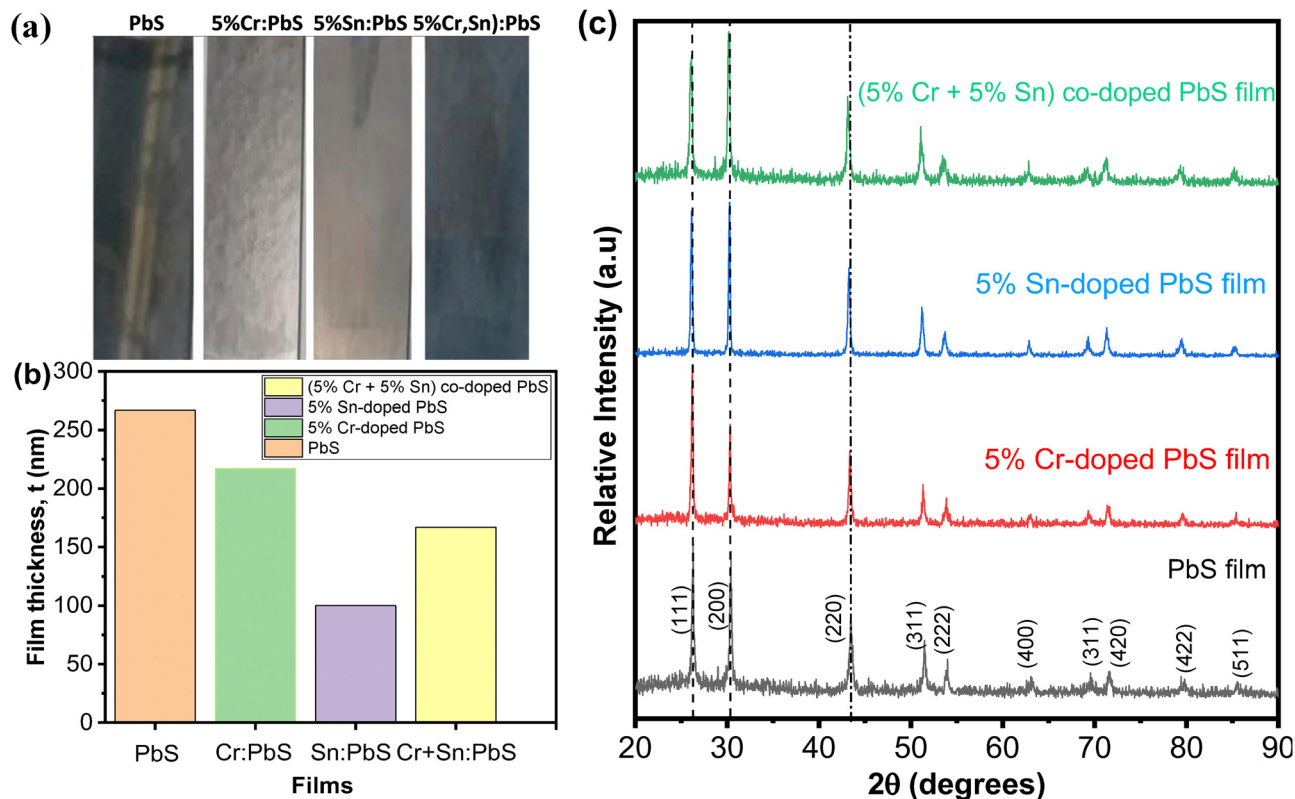 (a)
PbS 5%Cr:PbS 5%Sn:PbS 5%Cr,Sn):PbS
(b)
300
250
200
150
100
50
0
Film thickness, t (nm)
(5% Cr + 5% Sn) co-doped PbS
5% Sn-doped PbS
5% Cr-doped PbS
PbS
PbS Cr:PbS Sn:PbS Cr+Sn:PbS
Films
(c)
Relative Intensity (a.u)
(5% Cr + 5% Sn) co-doped PbS film
5% Sn-doped PbS film
5% Cr-doped PbS film
PbS film
(111) (200) (220) (311) (222) (400) (311) (420) (422) (511)
20 30 40 50 60 70 80 90
2θ (degrees)